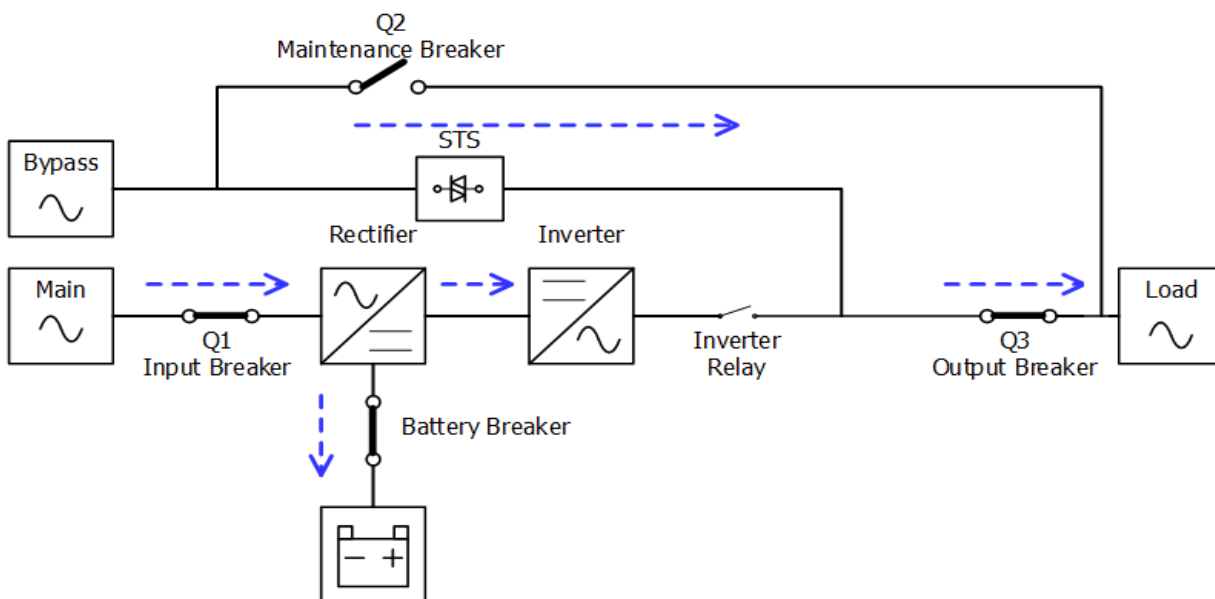 Q2
Maintenance Breaker
STS
Bypass
Rectifier
Inverter
Main
Load
Q1
Input Breaker
Inverter
Relay
Q3
Output Breaker
Battery Breaker